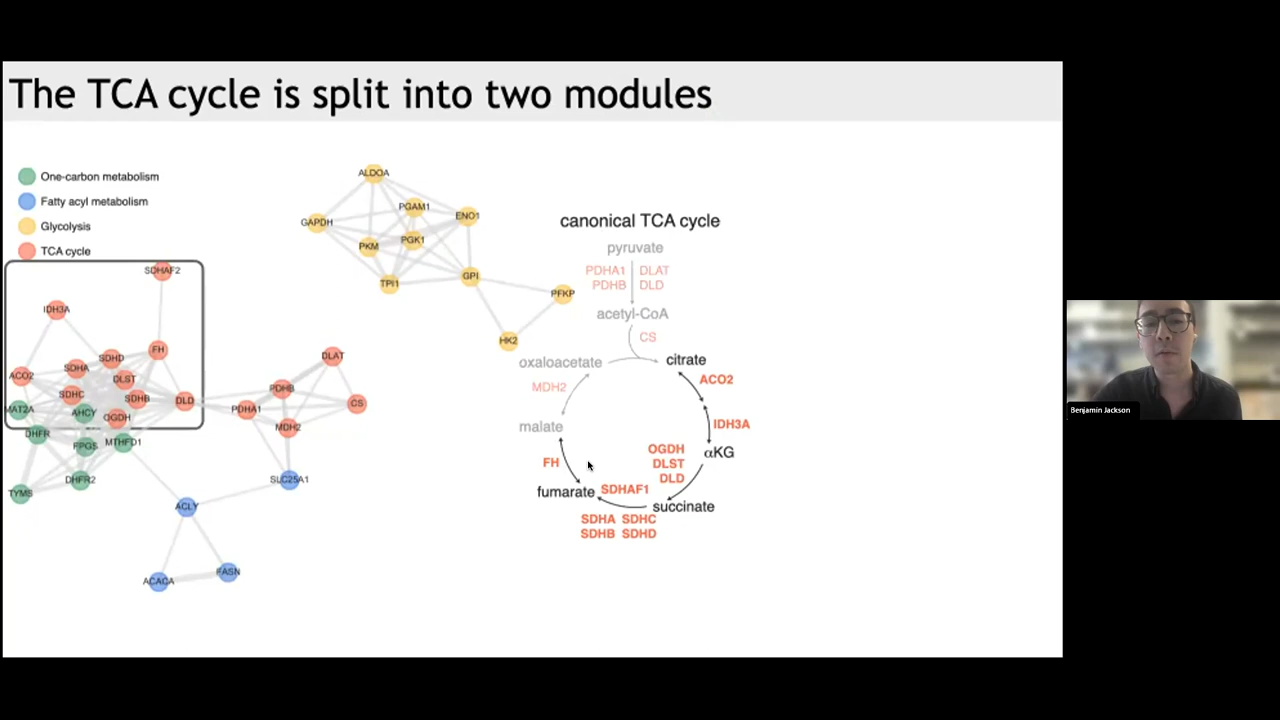 The TCA cycle is split into two modules
One-carbon metabolism
Fatty acyl metabolism
Glycolysis
TCA cycle
ALDOA
PGAM1
GAPDH
ENO1
PKM
PGK1
TPI1
GPI
PFKP
HK2
SDHAF2
IDH3A
FH
SDHD
SDHA
ACO2
DLST
SDHC
SDHB
DLD
MAT2A
AHCY
OGDH
DHFR
FPGS
MTHFD1
DHFR2
TYMS
DLAT
PDHB
PDHA1
CS
MDH2
SLC25A1
ACLY
ACACA
FASN
canonical TCA cycle
pyruvate
PDHA1 DLAT
PDHB DLD
acetyl-CoA
CS
oxaloacetate
citrate
MDH2
ACO2
IDH3A
malate
OGDH
αKG
FH
DLST
DLD
fumarate
SDHAF1
succinate
SDHA SDHC
SDHB SDHD
Benjamin Jackson